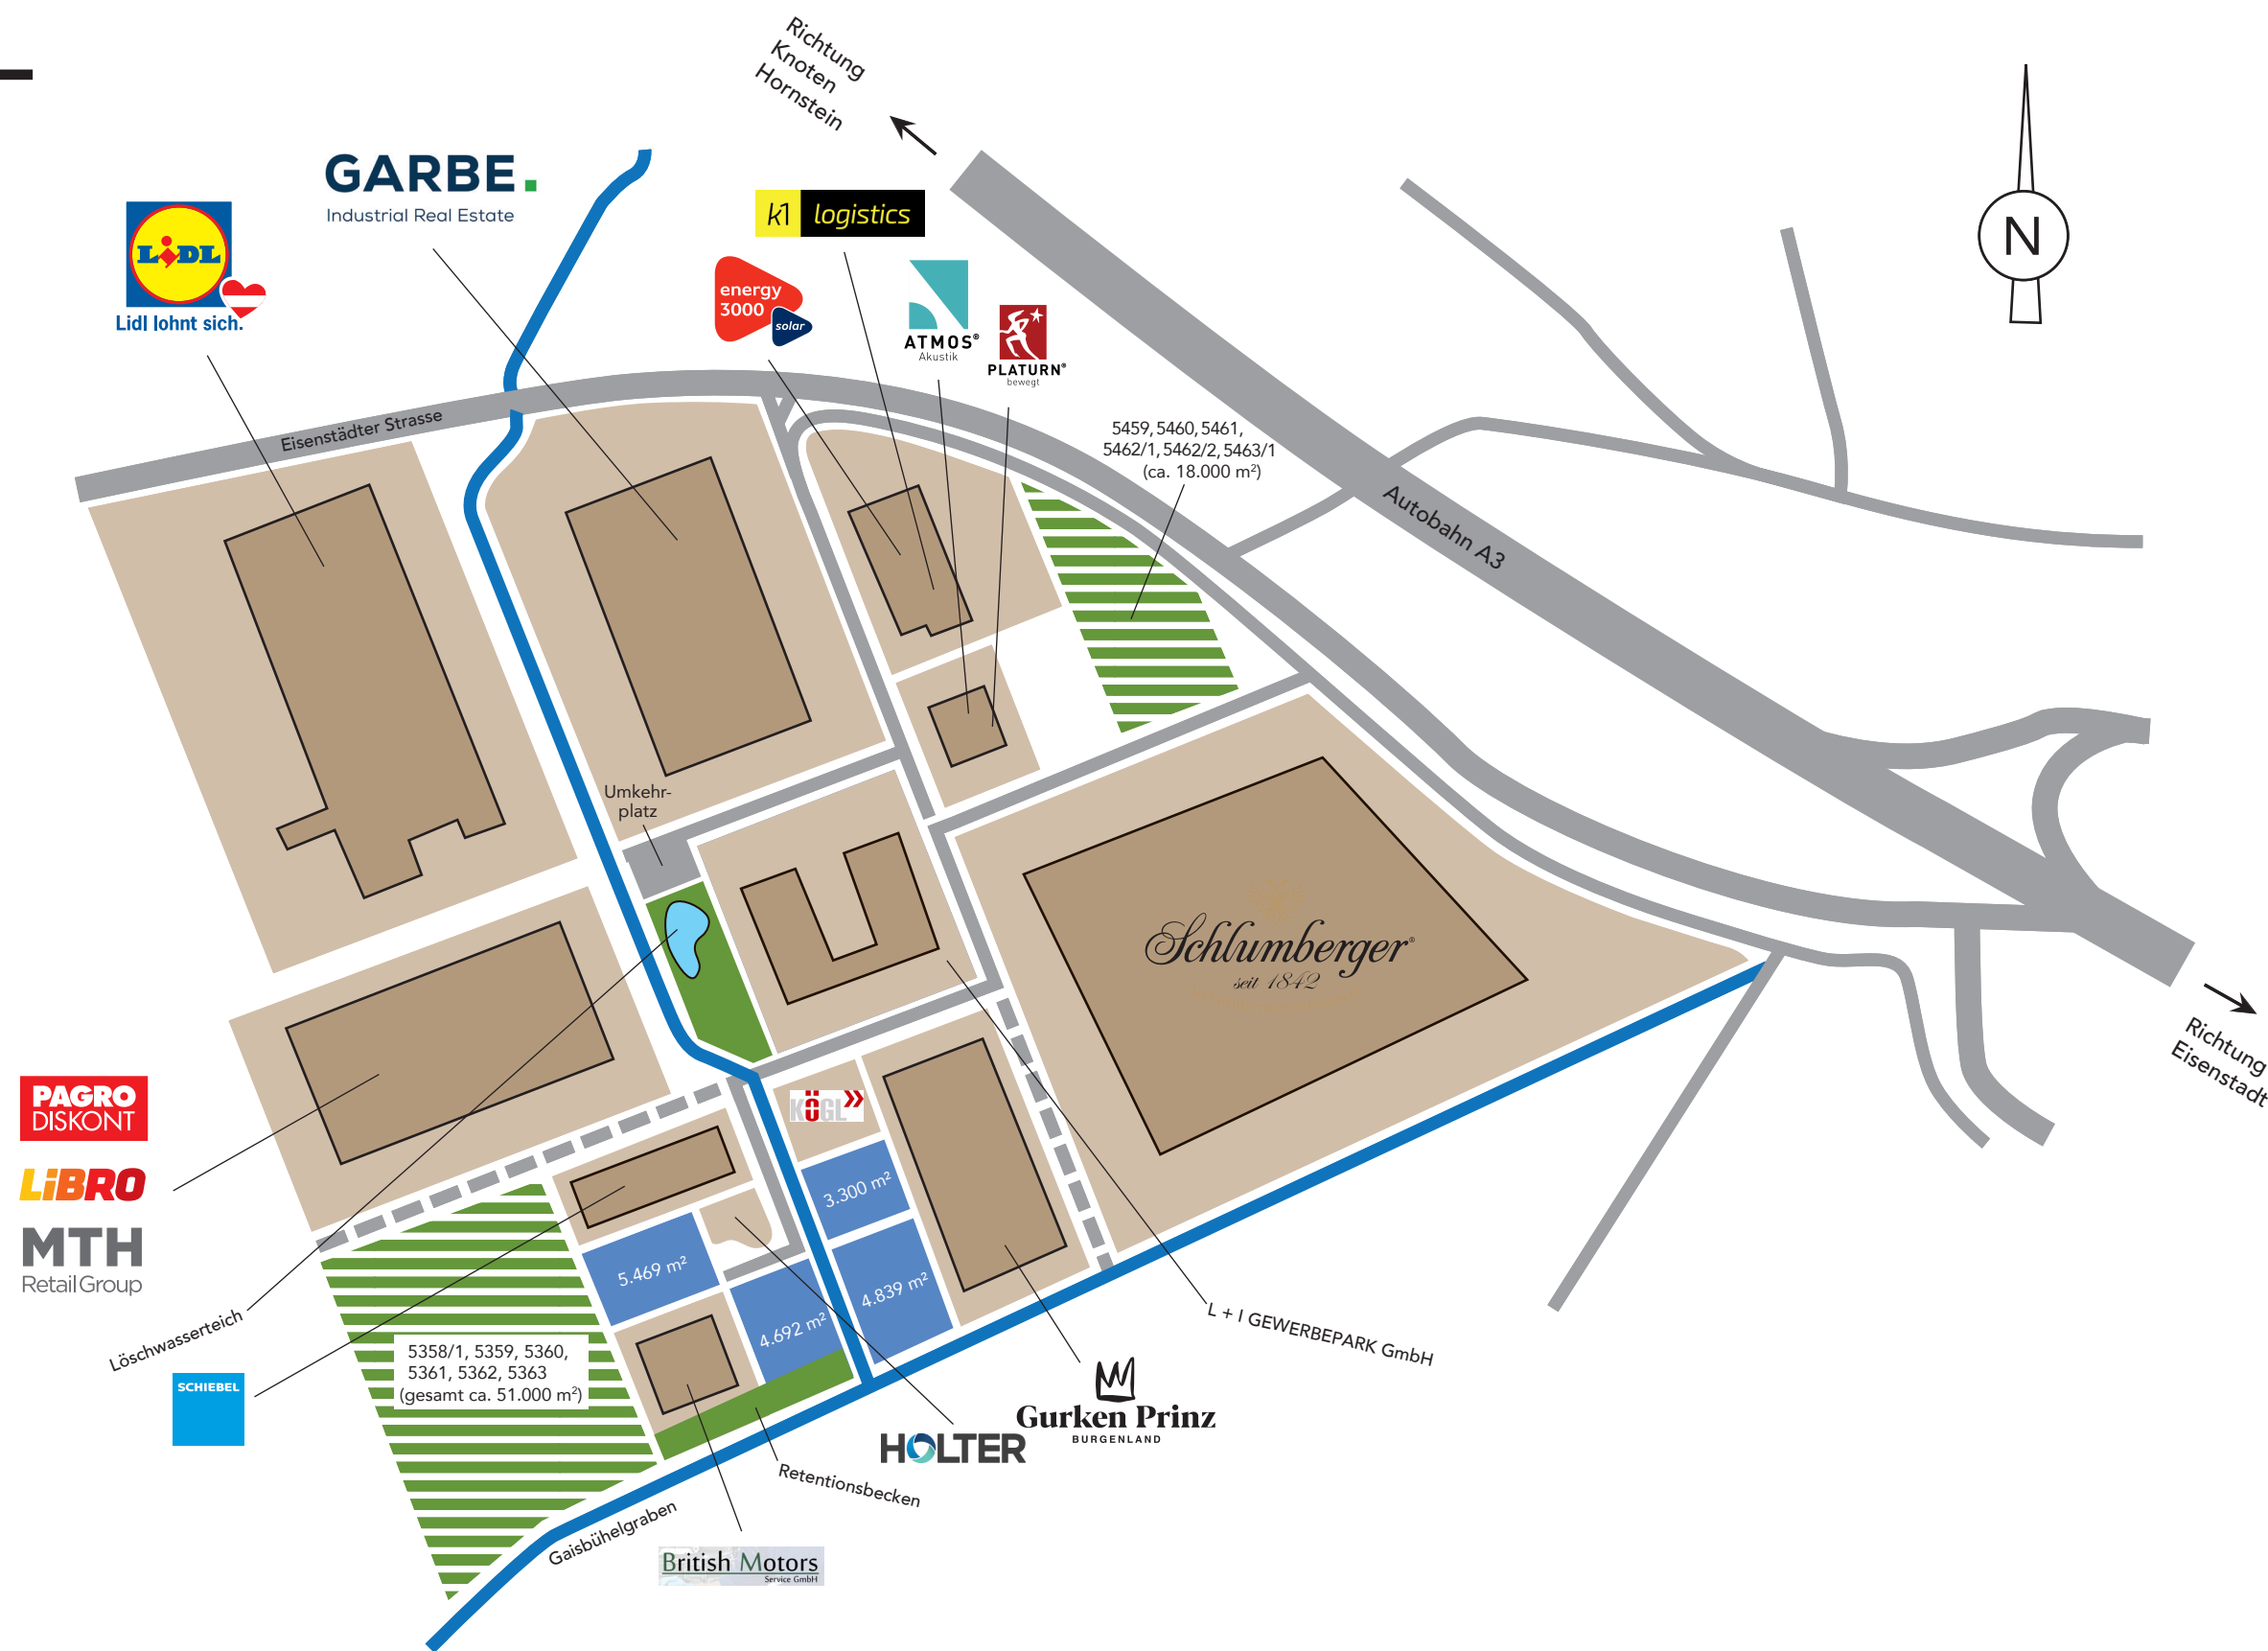 Richtung
Knoten
Hornstein
N
GARBE.
Industrial Real Estate
LiDL
Lidl lohnt sich.
k1 logistics
energy
3000
solar
ATMOS®
Akustik
PLATURN®
bewegt
Eisenstädter Strasse
5459, 5460, 5461,
5462/1, 5462/2, 5463/1
(ca. 18.000 m²)
Autobahn A3
Umkehr-
platz
Schlumberger®
seit 1842
Richtung
Eisenstadt
PAGRO
DISKONT
LiBRO
MTH
RetailGroup
KÖGL
3.300 m²
5.469 m²
4.839 m²
4.692 m²
Löschwasserteich
L + I GEWERBEPARK GmbH
5358/1, 5359, 5360,
5361, 5362, 5363
(gesamt ca. 51.000 m²)
SCHIEBEL
Gurken Prinz
BURGENLAND
HOLTER
Retentionsbecken
Gaisbühelgraben
British Motors
Service GmbH